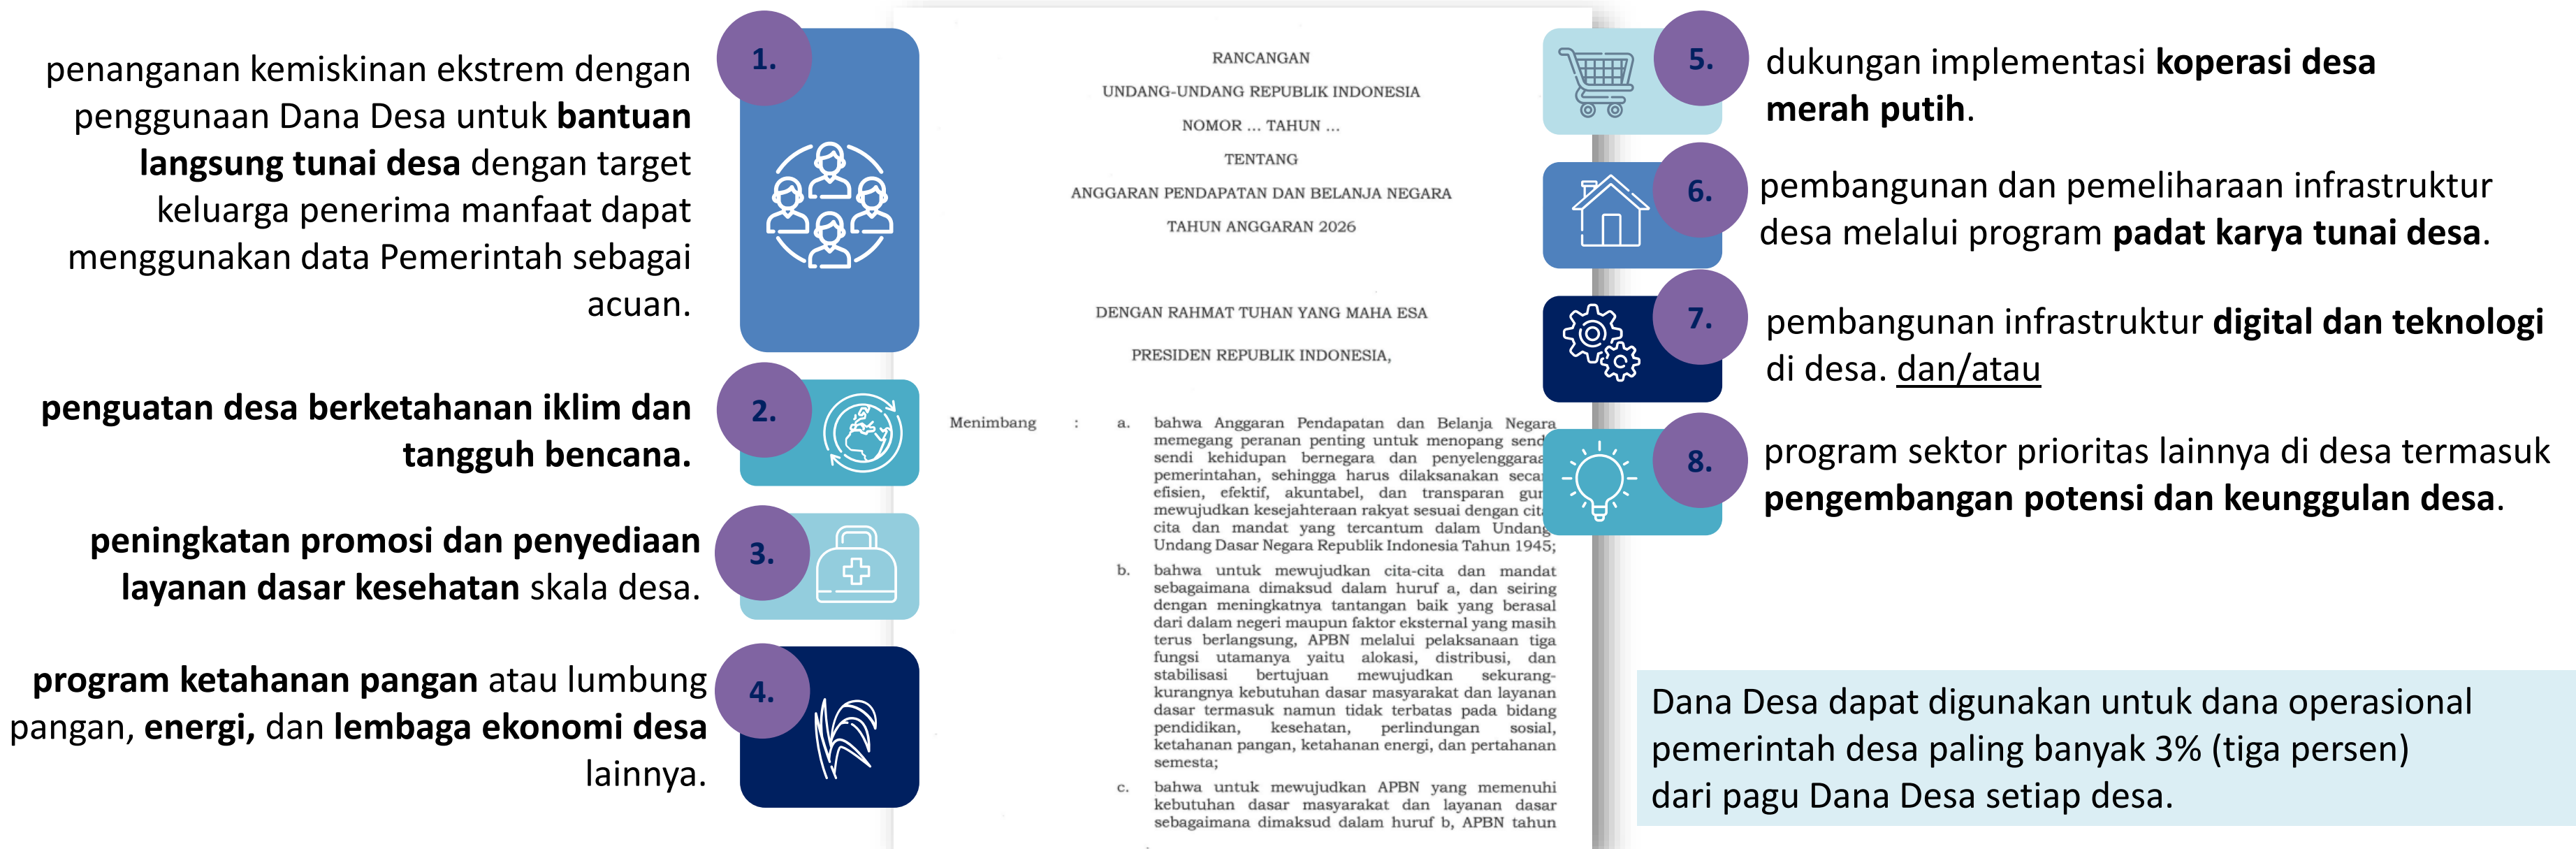 1.
penanganan kemiskinan ekstrem dengan
penggunaan Dana Desa untuk bantuan
langsung tunai desa dengan target
keluarga penerima manfaat dapat
menggunakan data Pemerintah sebagai
acuan.
2.
penguatan desa berketahanan iklim dan
tangguh bencana.
3.
peningkatan promosi dan penyediaan
layanan dasar kesehatan skala desa.
4.
program ketahanan pangan atau lumbung
pangan, energi, dan lembaga ekonomi desa
lainnya.
RANCANGAN
UNDANG-UNDANG REPUBLIK INDONESIA
NOMOR ... TAHUN ...
TENTANG
ANGGARAN PENDAPATAN DAN BELANJA NEGARA
TAHUN ANGGARAN 2026
DENGAN RAHMAT TUHAN YANG MAHA ESA
PRESIDEN REPUBLIK INDONESIA,
Menimbang : a. bahwa Anggaran Pendapatan dan Belanja Negara
memegang peranan penting untuk menopang send
sendi kehidupan bernegara dan penyelenggaraa
pemerintahan, sehingga harus dilaksanakan seca
efisien, efektif, akuntabel, dan transparan gu
mewujudkan kesejahteraan rakyat sesuai dengan cit
cita dan mandat yang tercantum dalam Undang
Undang Dasar Negara Republik Indonesia Tahun 1945;
b. bahwa untuk mewujudkan cita-cita dan mandat
sebagaimana dimaksud dalam huruf a, dan seiring
dengan meningkatnya tantangan baik yang berasal
dari dalam negeri maupun faktor eksternal yang masih
terus berlangsung, APBN melalui pelaksanaan tiga
fungsi utamanya yaitu alokasi, distribusi, dan
stabilisasi bertujuan mewujudkan sekurang-
kurangnya kebutuhan dasar masyarakat dan layanan
dasar termasuk namun tidak terbatas pada bidang
pendidikan, kesehatan, perlindungan sosial,
ketahanan pangan, ketahanan energi, dan pertahanan
semesta;
c. bahwa untuk mewujudkan APBN yang memenuhi
kebutuhan dasar masyarakat dan layanan dasar
sebagaimana dimaksud dalam huruf b, APBN tahun
5.
dukungan implementasi koperasi desa
merah putih.
6.
pembangunan dan pemeliharaan infrastruktur
desa melalui program padat karya tunai desa.
7.
pembangunan infrastruktur digital dan teknologi
di desa. dan/atau
8.
program sektor prioritas lainnya di desa termasuk
pengembangan potensi dan keunggulan desa.
Dana Desa dapat digunakan untuk dana operasional
pemerintah desa paling banyak 3% (tiga persen)
dari pagu Dana Desa setiap desa.